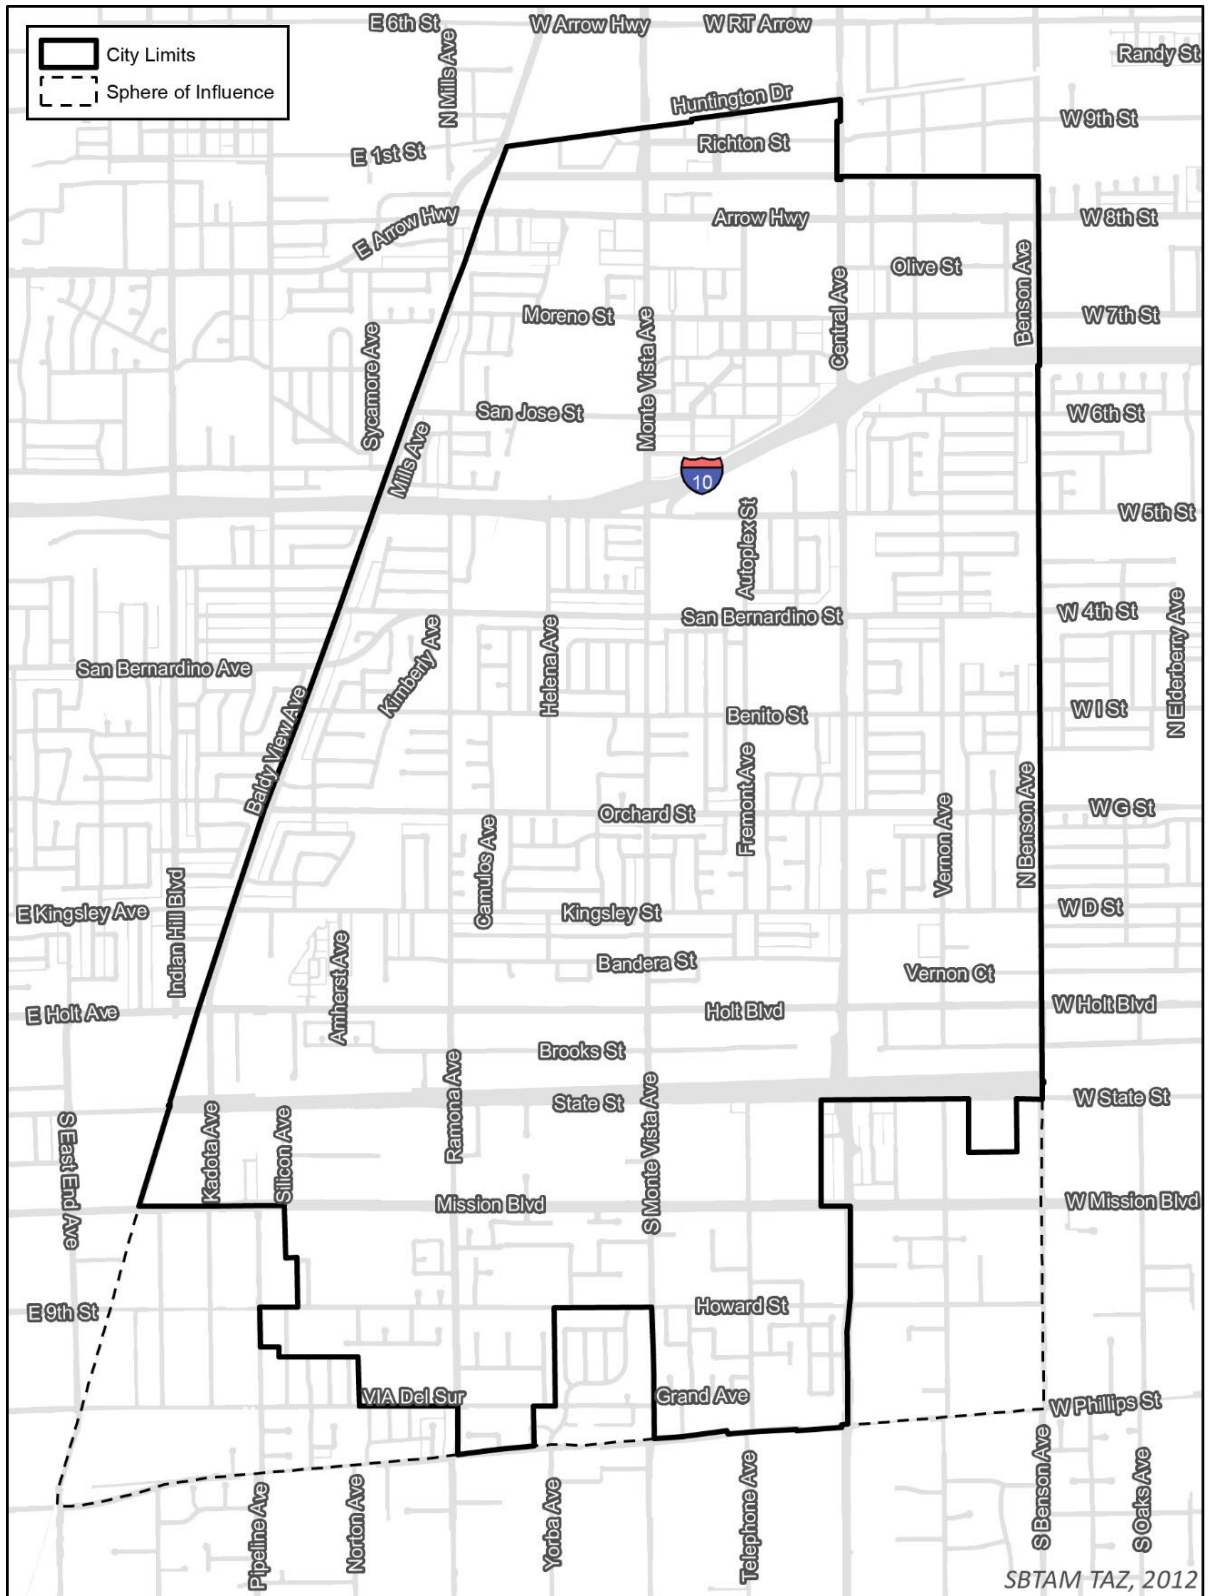 E 6th St
W Arrow Hwy
W RT Arrow
City Limits
Sphere of Influence
Randy St
N Mills Ave
Huntington Dr
W 9th St
E 1st St
Richton St
E Arrow Hwy
Arrow Hwy
W 8th St
Olive St
Benson Ave
Central Ave
Moreno St
W 7th St
Monte Vista Ave
Sycamore Ave
San Jose St
W 6th St
Mills Ave
10
W 5th St
Autoplex St
San Bernardino St
W 4th St
N Elderberry Ave
San Bernardino Ave
Kimberly Ave
Helena Ave
Benito St
W I St
Baldy View Ave
Fremont Ave
N Benson Ave
Orchard St
W G St
Vernon Ave
Camulos Ave
Indian Hill Blvd
E Kingsley Ave
Kingsley St
W D St
Amherst Ave
Bandera St
Vernon Ct
E Holt Ave
Holt Blvd
W Holt Blvd
Brooks St
Ramona Ave
S Monte Vista Ave
State St
W State St
Kadota Ave
Silicon Ave
S East End Ave
Mission Blvd
W Mission Blvd
E 9th St
Howard St
VIA Del Sur
Grand Ave
W Phillips St
Pipeline Ave
Norton Ave
Yorba Ave
Telephone Ave
S Benson Ave
S Oaks Ave
SBTAM TAZ, 2012